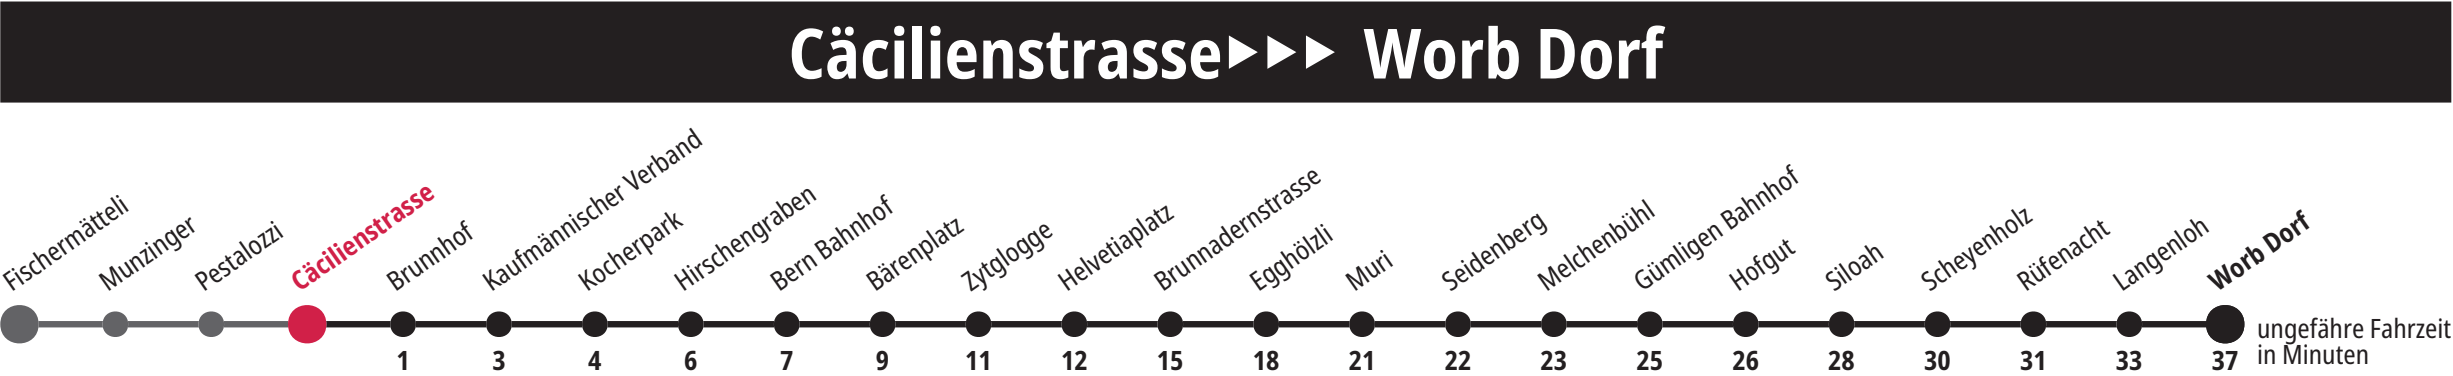 Cäcilienstrasse▶▶▶ Worb Dorf
Fischermätteli
Munzinger
Pestalozzi
Cäcilienstrasse
Brunnhof
Kaufmännischer Verband
Kocherpark
Hirschengraben
Bern Bahnhof
Bärenplatz
Zytglogge
Helvetiaplatz
Brunnadernstrasse
Egghölzli
Muri
Seidenberg
Melchenbühl
Gümligen Bahnhof
Hofgut
Siloah
Scheyenholz
Rüfenacht
Langenloh
Worb Dorf
1 3 4 6 7 9 11 12 15 18 21 22 23 25 26 28 30 31 33 37
ungefähre Fahrzeit
in Minuten